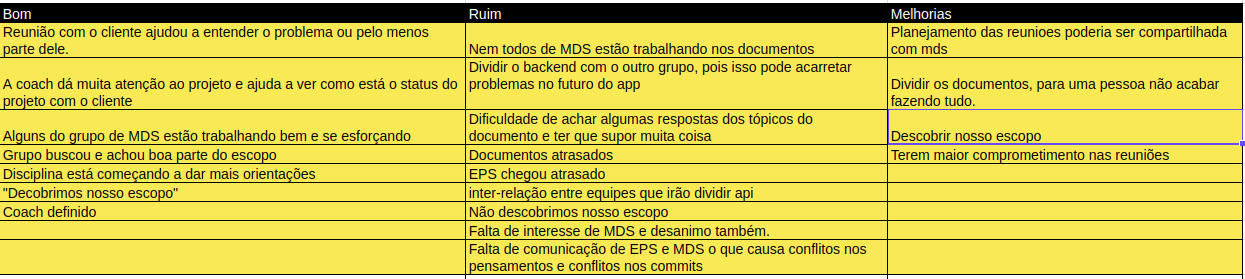 Bom Ruim Melhorias
Reunião com o cliente ajudou a entender o problema ou pelo menos
parte dele.
Nem todos de MDS estão trabalhando nos documentos
Planejamento das reunioes poderia ser compartilhada
com mds
A coach dá muita atenção ao projeto e ajuda a ver como está o status do
projeto com o cliente
Dividir o backend com o outro grupo, pois isso pode acarretar
problemas no futuro do app
Dividir os documentos, para uma pessoa não acabar
fazendo tudo.
Alguns do grupo de MDS estão trabalhando bem e se esforçando
Dificuldade de achar algumas respostas dos tópicos do
documento e ter que supor muita coisa
Descobrir nosso escopo
Grupo buscou e achou boa parte do escopo
Documentos atrasados
Terem maior comprometimento nas reuniões
Disciplina está começando a dar mais orientações
EPS chegou atrasado
"Decobrimos nosso escopo"
inter-relação entre equipes que irão dividir api
Coach definido
Não descobrimos nosso escopo
Falta de interesse de MDS e desanimo também.
Falta de comunicação de EPS e MDS o que causa conflitos nos
pensamentos e conflitos nos commits